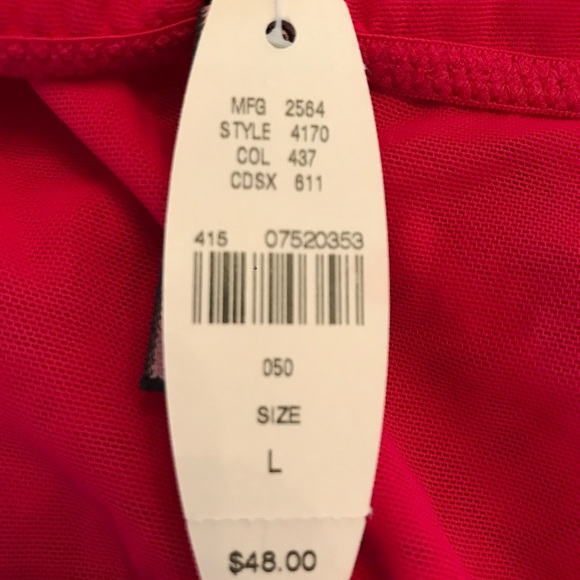 MFG 2564
STYLE 4170
COL 437
CDSX 611
415 07520353
050
SIZE
L
$48.00